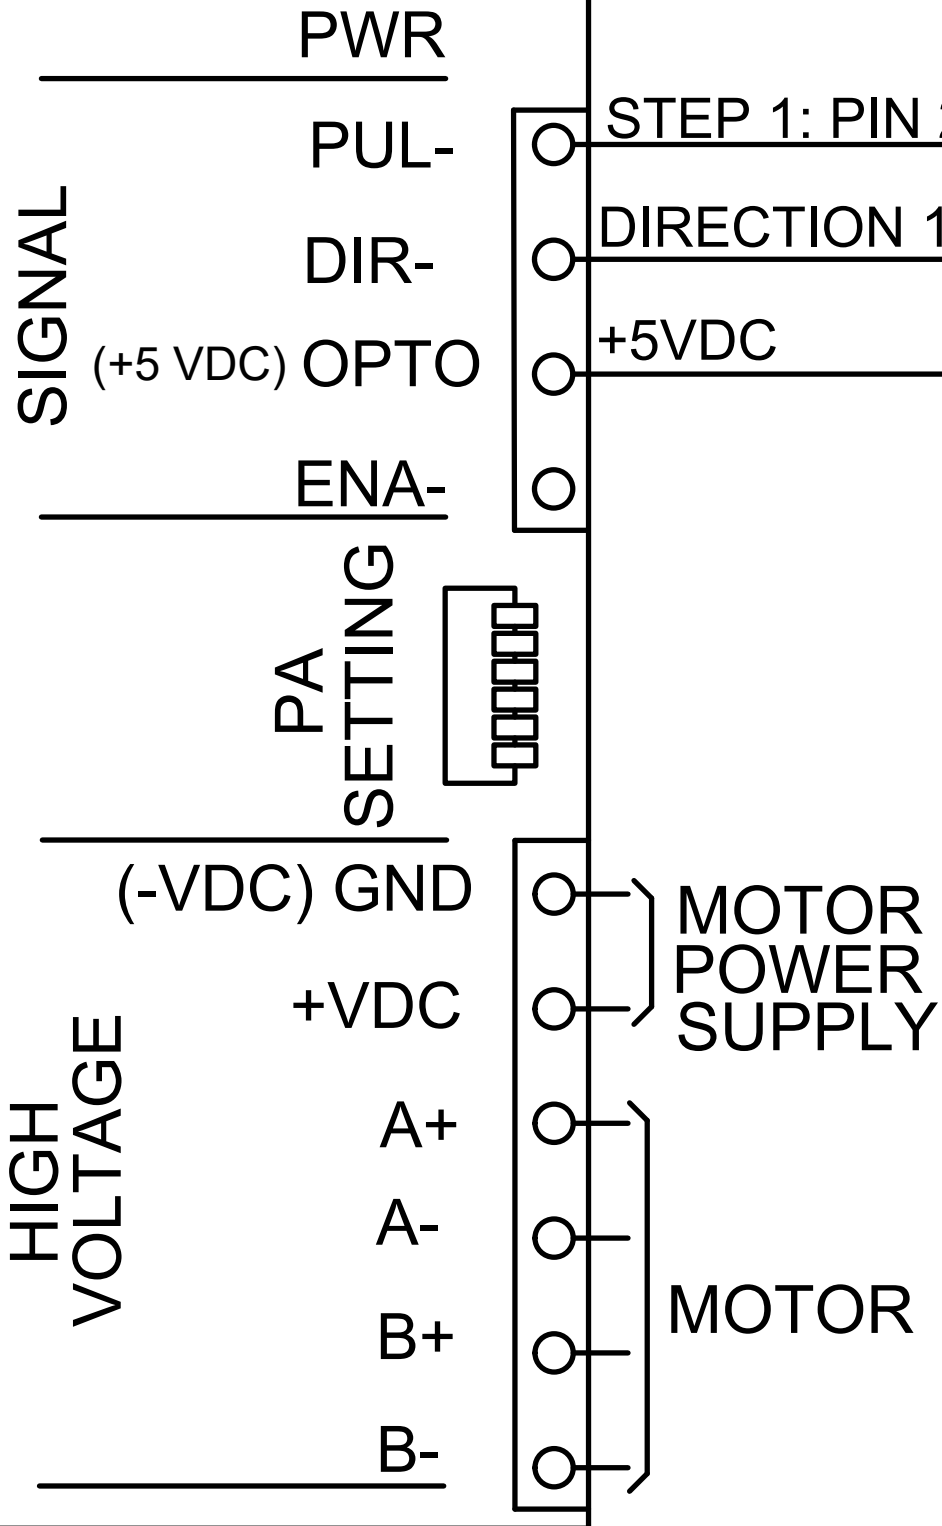 PWR
SIGNAL
PUL-
STEP 1: PIN
DIR-
DIRECTION 1
(+5 VDC) OPTO
+5VDC
ENA-
PA
SETTING
(-VDC) GND
+VDC
MOTOR
POWER
SUPPLY
HIGH
VOLTAGE
A+
A-
B+
B-
MOTOR